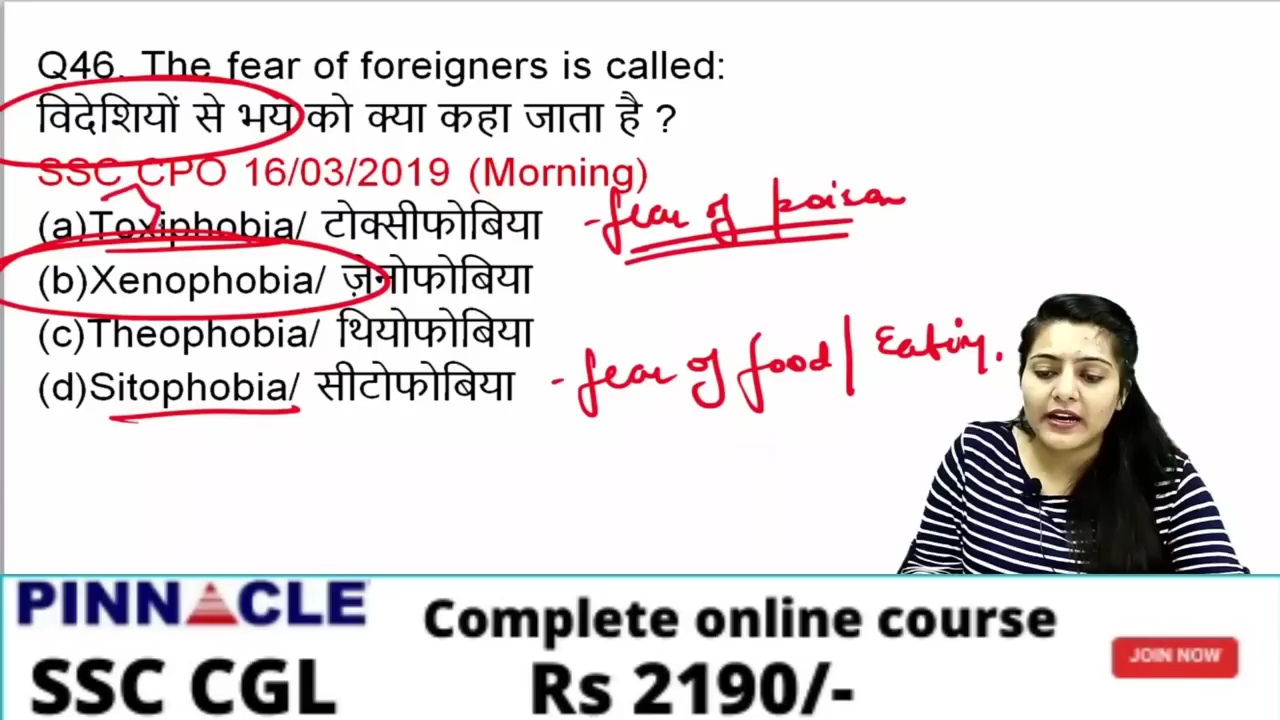 Q46. The fear of foreigners is called:
विदेशियों से भय को क्या कहा जाता है ?
SSC CPO 16/03/2019 (Morning)
(a)Toxiphobia/ टोक्सीफोबिया - fear of poison
(b)Xenophobia/ ज़ेनोफोबिया
(c)Theophobia/ थियोफोबिया
(d)Sitophobia/ सीटोफोबिया - fear of food/ Eating.
PINNACLE
SSC CGL
Complete online course
Rs 2190/-
JOIN NOW